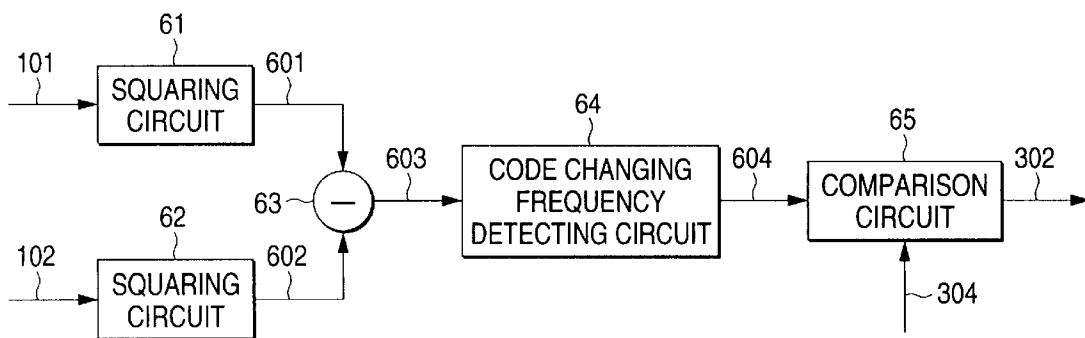 61
101
SQUARING
CIRCUIT
601
64
65
63
−
603
CODE CHANGING
FREQUENCY
DETECTING CIRCUIT
604
COMPARISON
CIRCUIT
302
62
102
SQUARING
CIRCUIT
602
304